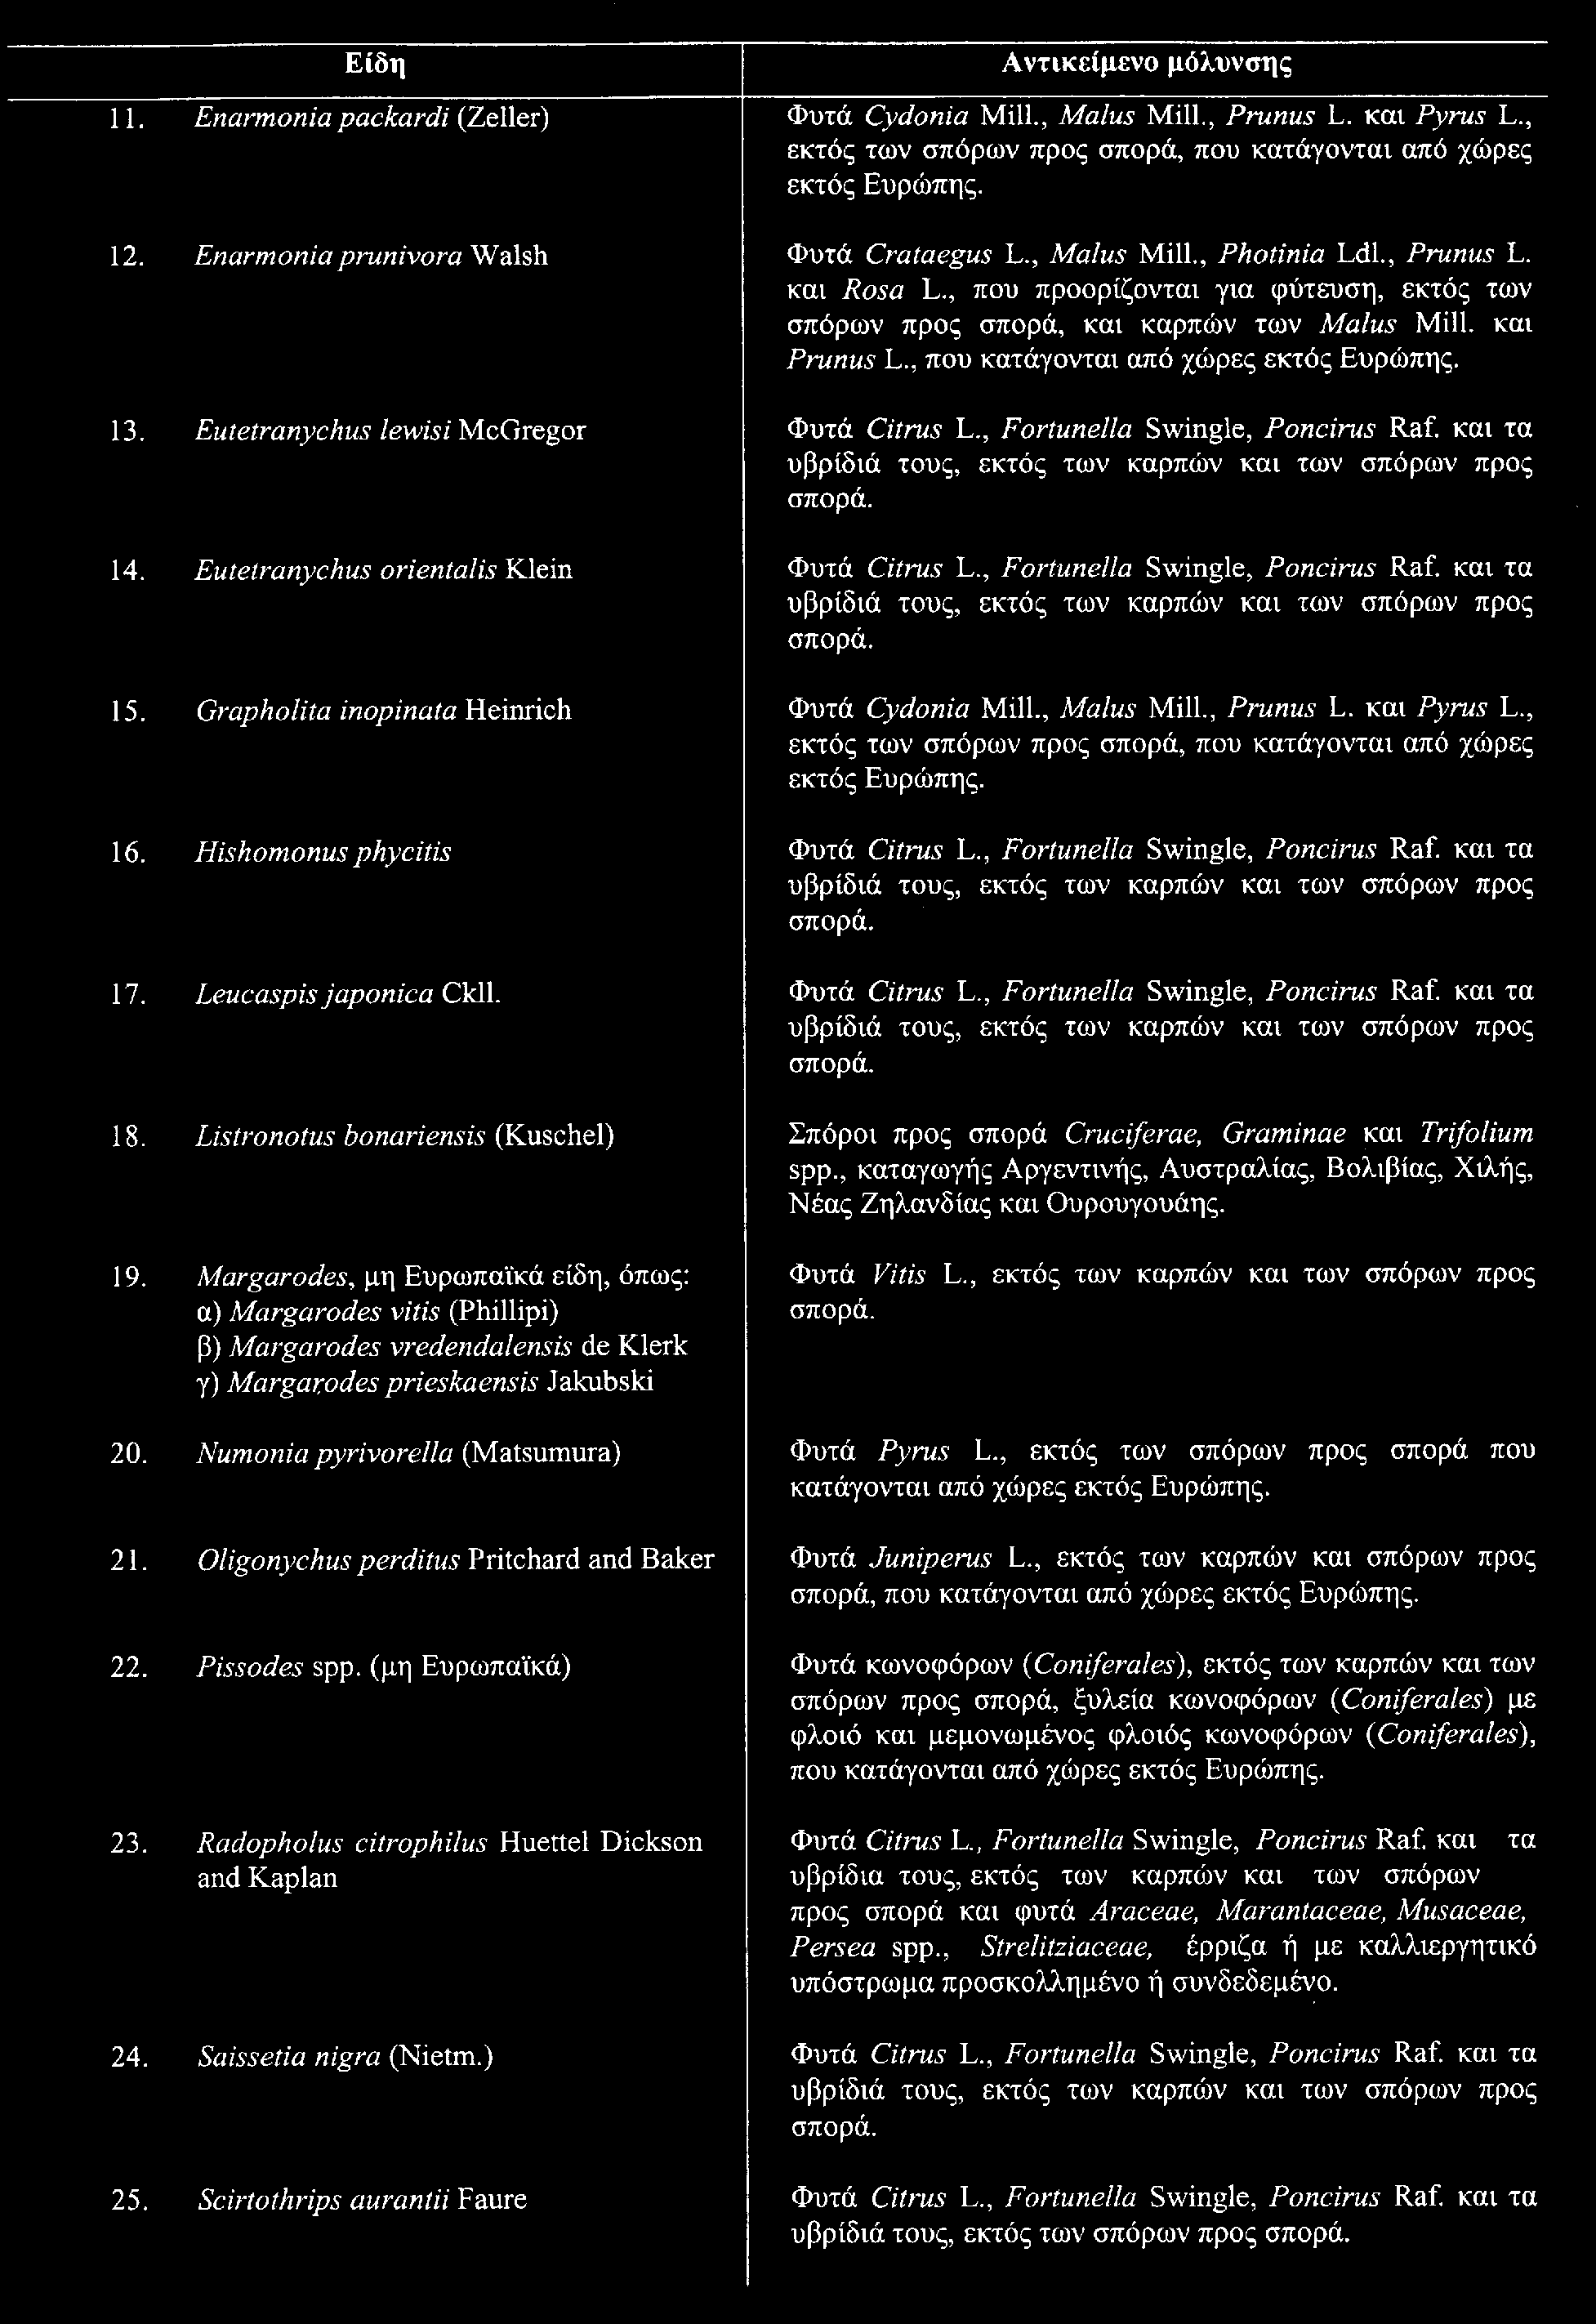 Είδη
Αντικείμενο μόλυνσης
11. Enarmonia packardi (Zeller)
Φυτά Cydonia Mill., Malus Mill., Prunus L. και Pyrus L.,
εκτός των σπόρων προς σπορά, που κατάγονται από χώρες
εκτός Ευρώπης.
12. Enarmonia prunivora Walsh
Φυτά Crataegus L., Malus Mill., Photinia Ldl., Prunus L.
και Rosa L., που προορίζονται για φύτευση, εκτός των
σπόρων προς σπορά, και καρπών των Malus Mill. και
Prunus L., που κατάγονται από χώρες εκτός Ευρώπης.
13. Eutetranychus lewisi McGregor
Φυτά Citrus L., Fortunella Swingle, Poncirus Raf. και τα
υβρίδιά τους, εκτός των καρπών και των σπόρων προς
σπορά.
14. Eutetranychus orientalis Klein
Φυτά Citrus L., Fortunella Swingle, Poncirus Raf. και τα
υβρίδιά τους, εκτός των καρπών και των σπόρων προς
σπορά.
15. Grapholita inopinata Heinrich
Φυτά Cydonia Mill., Malus Mill., Prunus L. και Pyrus L.,
εκτός των σπόρων προς σπορά, που κατάγονται από χώρες
εκτός Ευρώπης.
16. Hishomonus phycitis
Φυτά Citrus L., Fortunella Swingle, Poncirus Raf. και τα
υβρίδιά τους, εκτός των καρπών και των σπόρων προς
σπορά.
17. Leucaspis japonica Ckll.
Φυτά Citrus L., Fortunella Swingle, Poncirus Raf. και τα
υβρίδιά τους, εκτός των καρπών και των σπόρων προς
σπορά.
18. Listronotus bonariensis (Kuschel)
Σπόροι προς σπορά Cruciferae, Graminae και Trifolium
spp., καταγωγής Αργεντινής, Αυστραλίας, Βολιβίας, Χιλής,
Νέας Ζηλανδίας και Ουρουγουάης.
19. Margarodes, μη Ευρωπαϊκά είδη, όπως:
α) Margarodes vitis (Phillipi)
β) Margarodes vredendalensis de Klerk
γ) Margarodes prieskaensis Jakubski
Φυτά Vitis L., εκτός των καρπών και των σπόρων προς
σπορά.
20. Numonia pyrivorella (Matsumura)
Φυτά Pyrus L., εκτός των σπόρων προς σπορά που
κατάγονται από χώρες εκτός Ευρώπης.
21. Oligonychus perditus Pritchard and Baker
Φυτά Juniperus L., εκτός των καρπών και σπόρων προς
σπορά, που κατάγονται από χώρες εκτός Ευρώπης.
22. Pissodes spp. (μη Ευρωπαϊκά)
Φυτά κωνοφόρων (Coniferales), εκτός των καρπών και των
σπόρων προς σπορά, ξυλεία κωνοφόρων (Coniferales) με
φλοιό και μεμονωμένος φλοιός κωνοφόρων (Coniferales),
που κατάγονται από χώρες εκτός Ευρώπης.
23. Radopholus citrophilus Huettel Dickson
and Kaplan
Φυτά Citrus L., Fortunella Swingle, Poncirus Raf. και τα
υβρίδια τους, εκτός των καρπών και των σπόρων
προς σπορά και φυτά Araceae, Marantaceae, Musaceae,
Persea spp., Strelitziaceae, έρριζα ή με καλλιεργητικό
υπόστρωμα προσκολλημένο ή συνδεδεμένο.
24. Saissetia nigra (Nietm.)
Φυτά Citrus L., Fortunella Swingle, Poncirus Raf. και τα
υβρίδιά τους, εκτός των καρπών και των σπόρων προς
σπορά.
25. Scirtothrips aurantii Faure
Φυτά Citrus L., Fortunella Swingle, Poncirus Raf. και τα
υβρίδιά τους, εκτός των σπόρων προς σπορά.